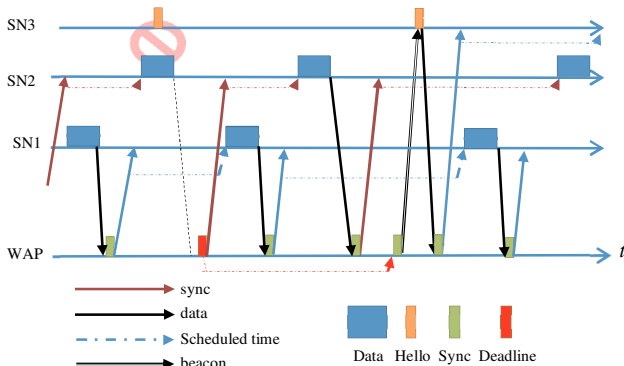 SN3
SN2
SN1
WAP
t
sync
data
Scheduled time
beacon
Data Hello Sync Deadline